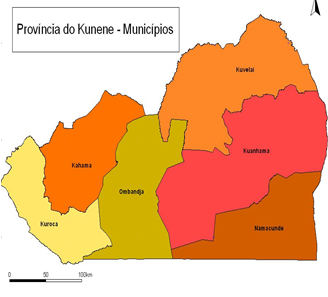 Província do Kunene - Municípios
Kuvelai
Kahama
Kuanhama
Ombandja
Kuroca
Namacunde
0 50 100km